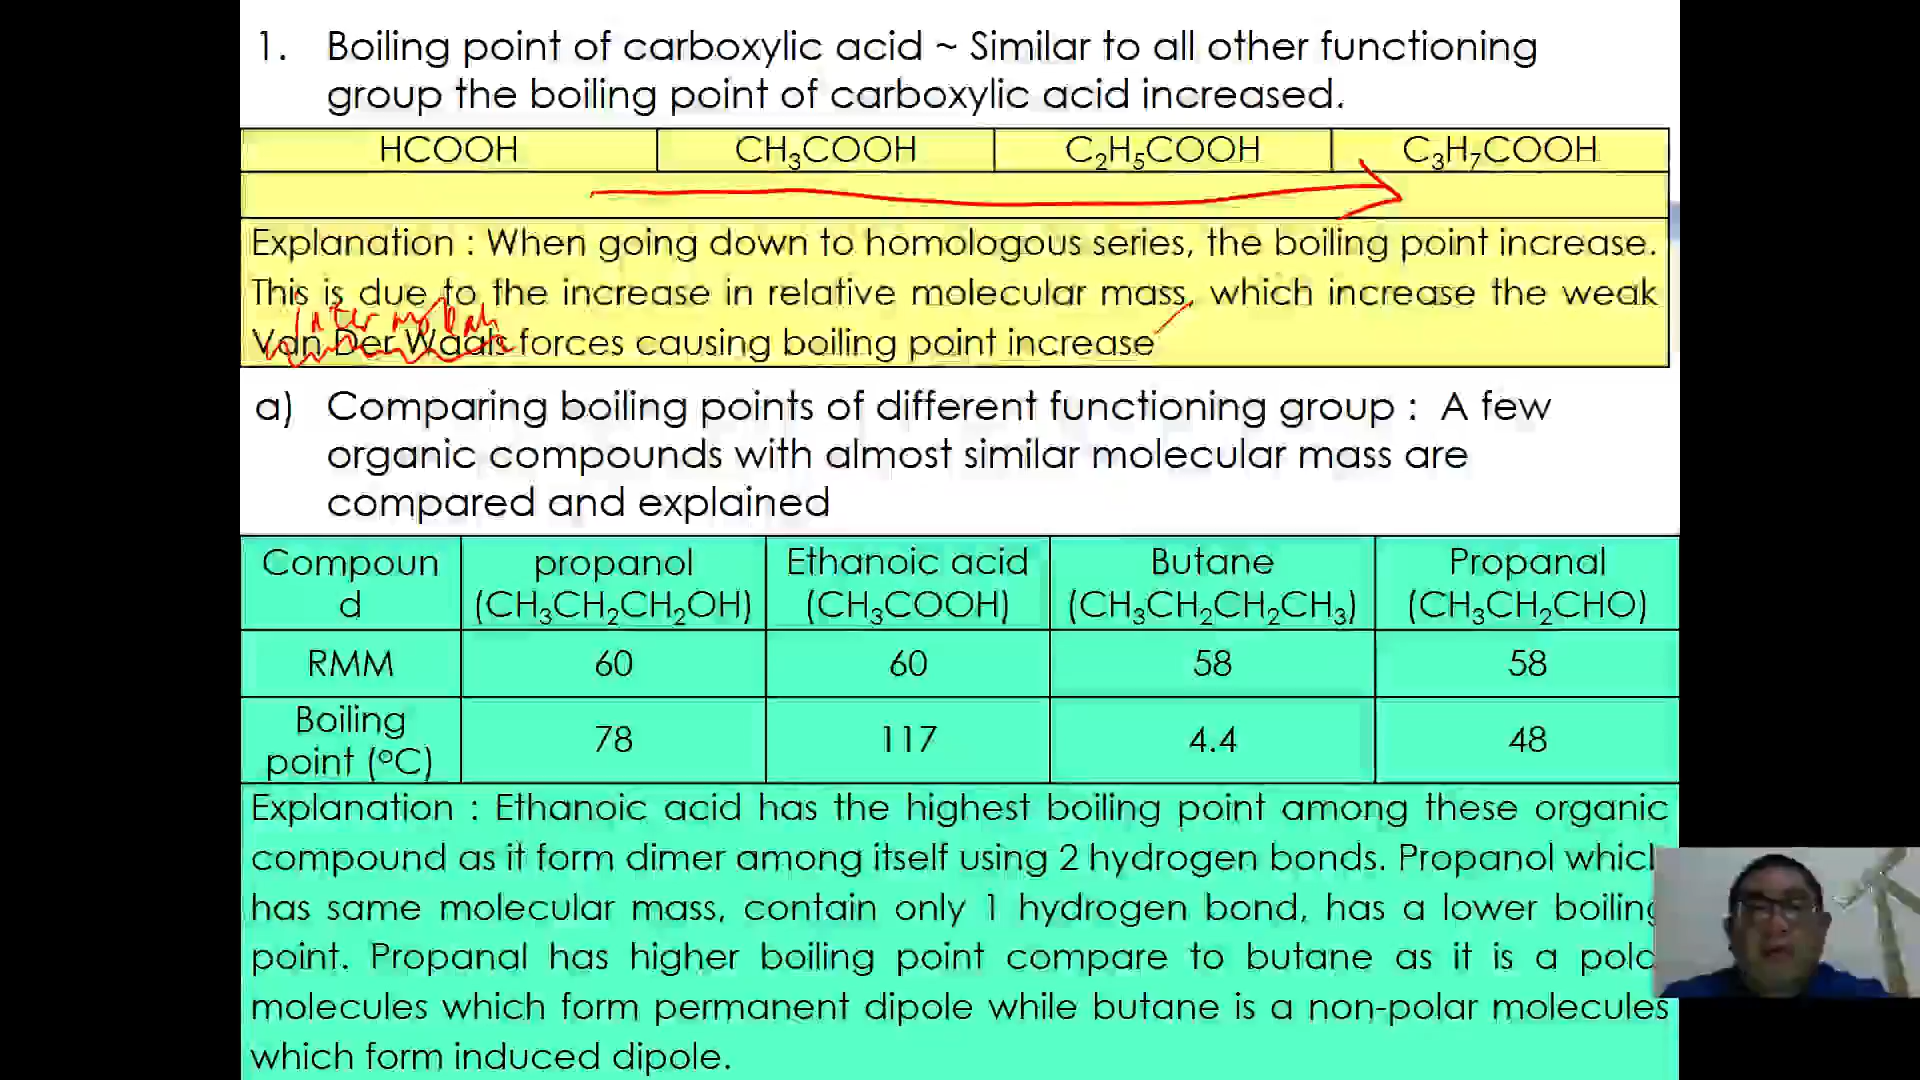 1. Boiling point of carboxylic acid ~ Similar to all other functioning
group the boiling point of carboxylic acid increased.
HCOOH CH₃COOH C₂H₅COOH C₃H₇COOH
Explanation : When going down to homologous series, the boiling point increase.
This is due to the increase in relative molecular mass, which increase the weak
Van Der Waals forces causing boiling point increase
a) Comparing boiling points of different functioning group : A few
organic compounds with almost similar molecular mass are
compared and explained
Compoun propanol Ethanoic acid Butane Propanal
d (CH₃CH₂CH₂OH) (CH₃COOH) (CH₃CH₂CH₂CH₃) (CH₃CH₂CHO)
RMM 60 60 58 58
Boiling
point (°C) 78 117 4.4 48
Explanation : Ethanoic acid has the highest boiling point among these organic
compound as it form dimer among itself using 2 hydrogen bonds. Propanol which
has same molecular mass, contain only 1 hydrogen bond, has a lower boiling
point. Propanal has higher boiling point compare to butane as it is a pola
molecules which form permanent dipole while butane is a non-polar molecules
which form induced dipole.